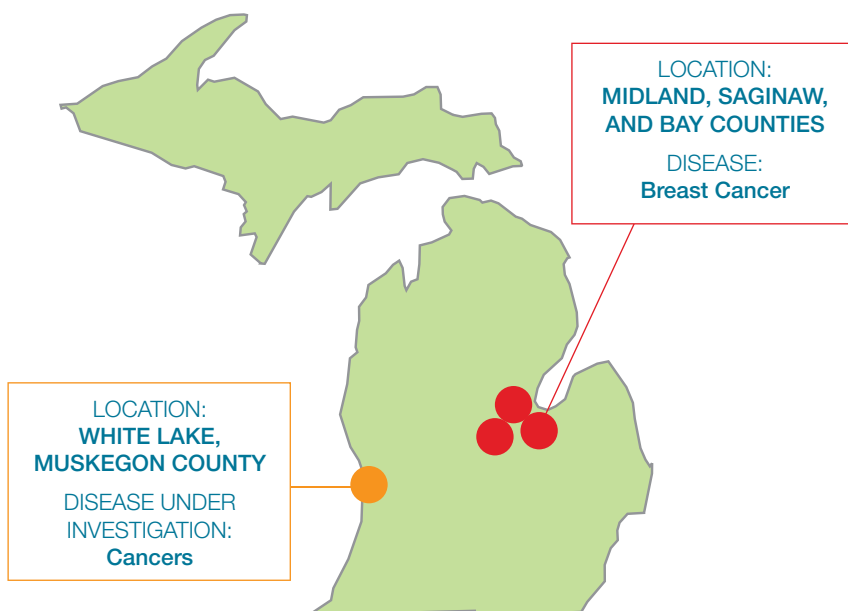 LOCATION:
MIDLAND, SAGINAW,
AND BAY COUNTIES
DISEASE:
Breast Cancer
LOCATION:
WHITE LAKE,
MUSKEGON COUNTY
DISEASE UNDER
INVESTIGATION:
Cancers